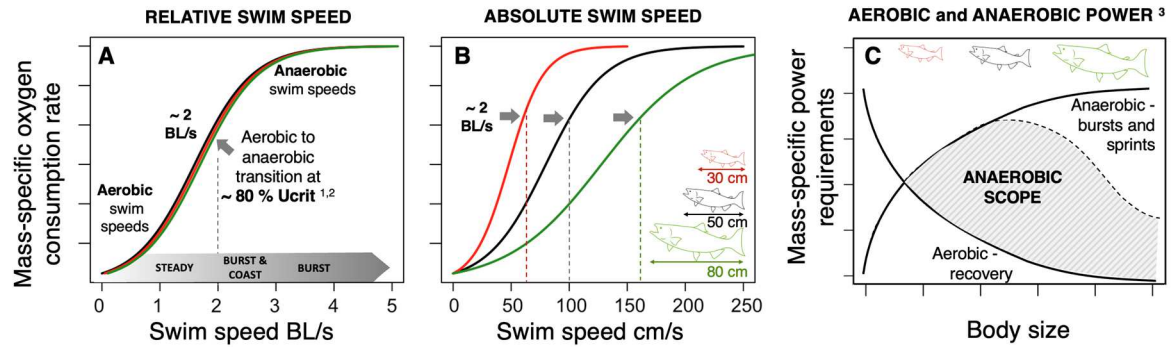 RELATIVE SWIM SPEED
ABSOLUTE SWIM SPEED
AEROBIC and ANAEROBIC POWER ³
Mass-specific oxygen
consumption rate
A
Anaerobic
swim speeds
~ 2
BL/s
Aerobic to
anaerobic
transition at
~ 80 % Ucrit ¹,²
Aerobic
swim
speeds
STEADY
BURST &
COAST
BURST
0 1 2 3 4 5
Swim speed BL/s
B
~ 2
BL/s
30 cm
50 cm
80 cm
0 50 100 150 200 250
Swim speed cm/s
Mass-specific power
requirements
C
Anaerobic -
bursts and
sprints
ANAEROBIC
SCOPE
Aerobic -
recovery
Body size